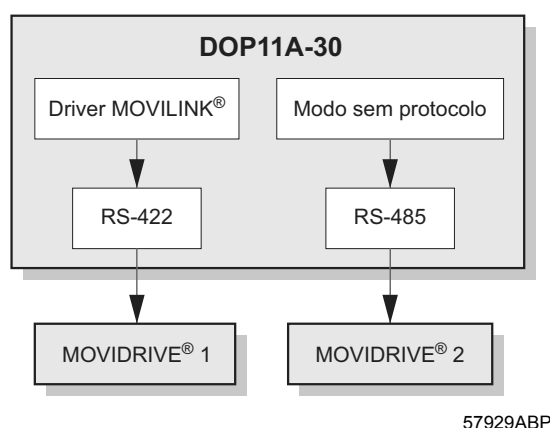 DOP11A-30
Driver MOVILINK®
Modo sem protocolo
RS-422
RS-485
MOVIDRIVE® 1
MOVIDRIVE® 2
57929ABP